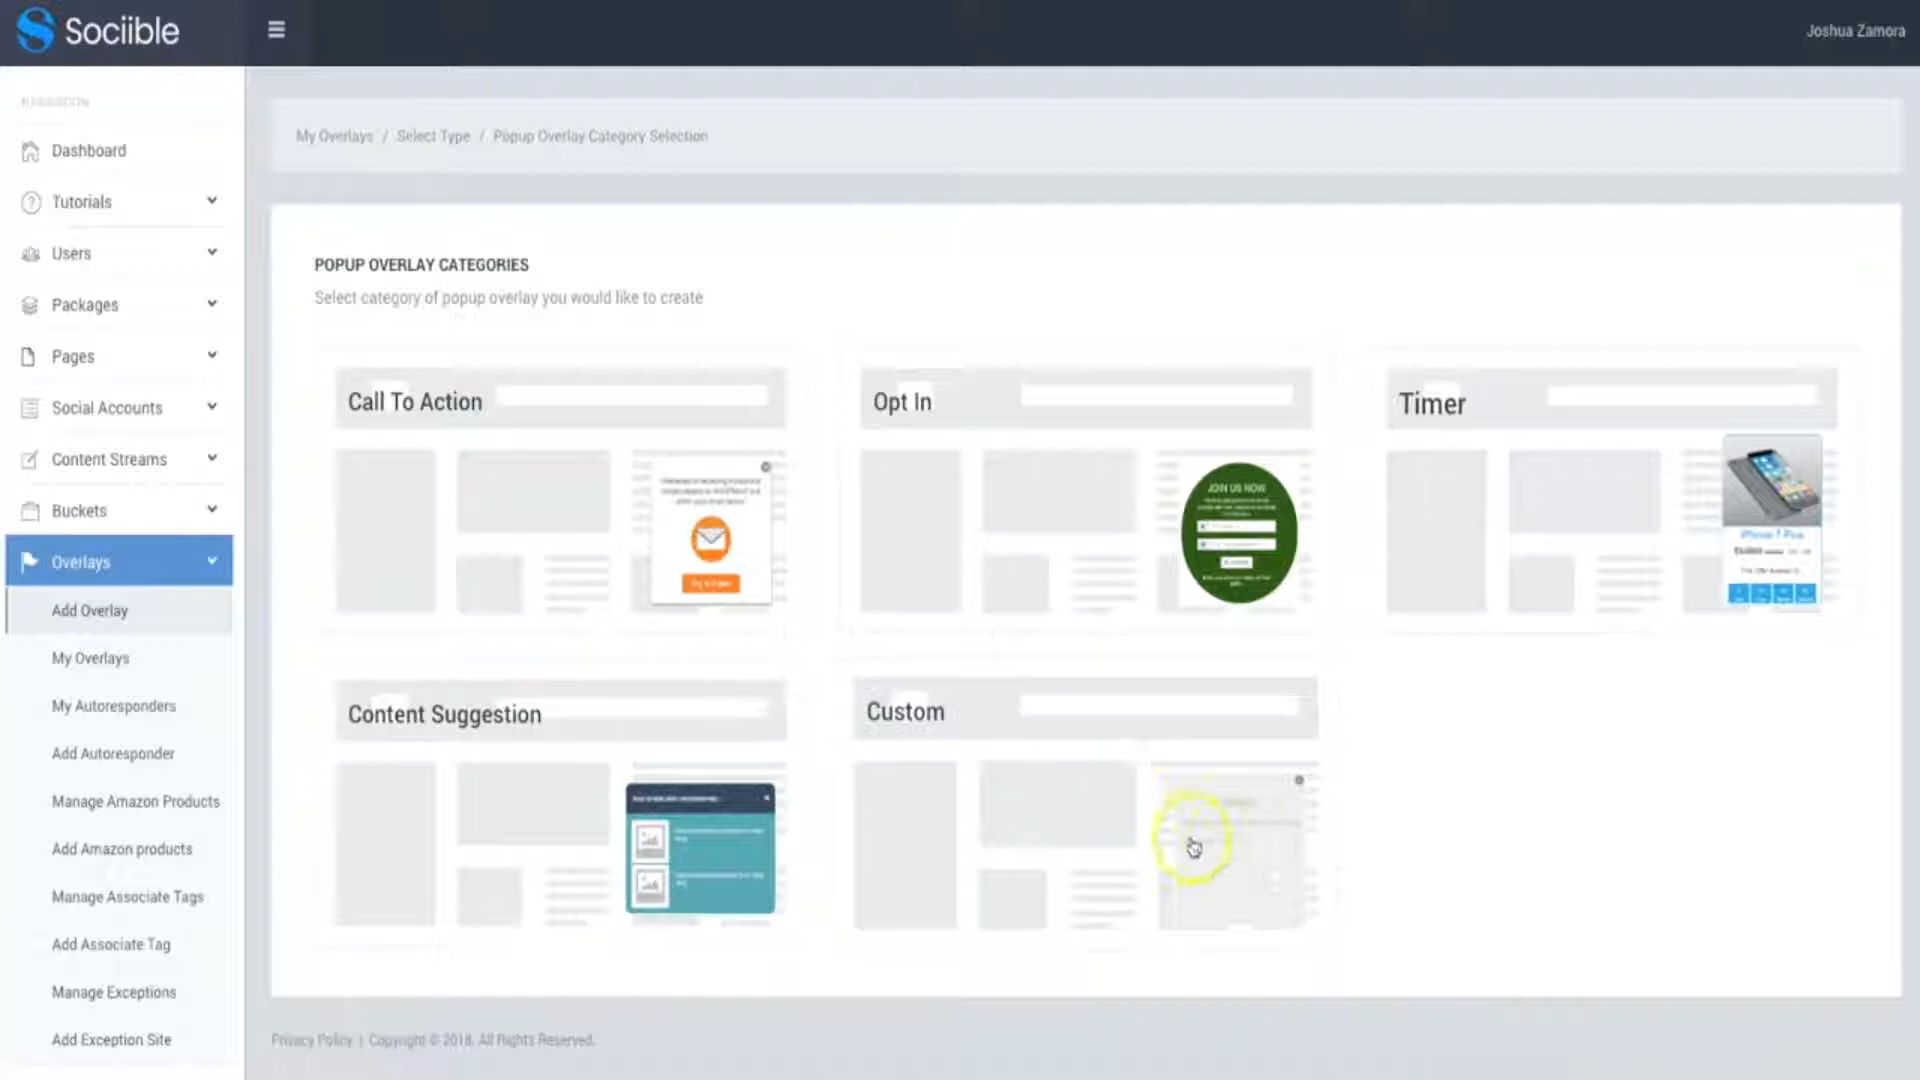 Sociible
Joshua Zamora
Dashboard
Tutorials
Users
Packages
Pages
Social Accounts
Content Streams
Buckets
Overlays
Add Overlay
My Overlays
My Autoresponders
Add Autoresponder
Manage Amazon Products
Add Amazon products
Manage Associate Tags
Add Associate Tag
Manage Exceptions
Add Exception Site
My Overlays / Select Type / Popup Overlay Category Selection
POPUP OVERLAY CATEGORIES
Select category of popup overlay you would like to create
Call To Action
Opt In
JOIN US NOW
Timer
iPhone 7 Plus
Content Suggestion
Custom
Privacy Policy | Copyright © 2018. All Rights Reserved.